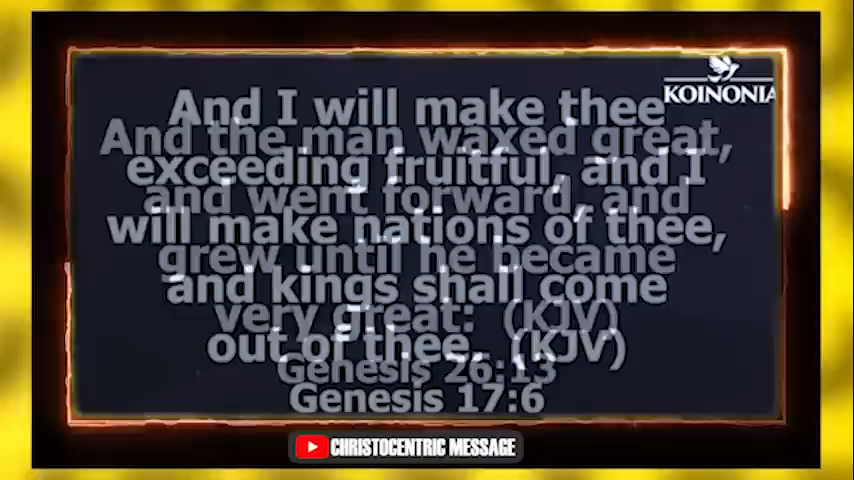 KOINONIA
And I will make thee
And the man waxed great,
exceeding fruitful, and I
and went forward, and
will make nations of thee,
grew until he became
and kings shall come
very great: (KJV)
out of thee. (KJV)
Genesis 26:13
Genesis 17:6
CHRISTOCENTRIC MESSAGE